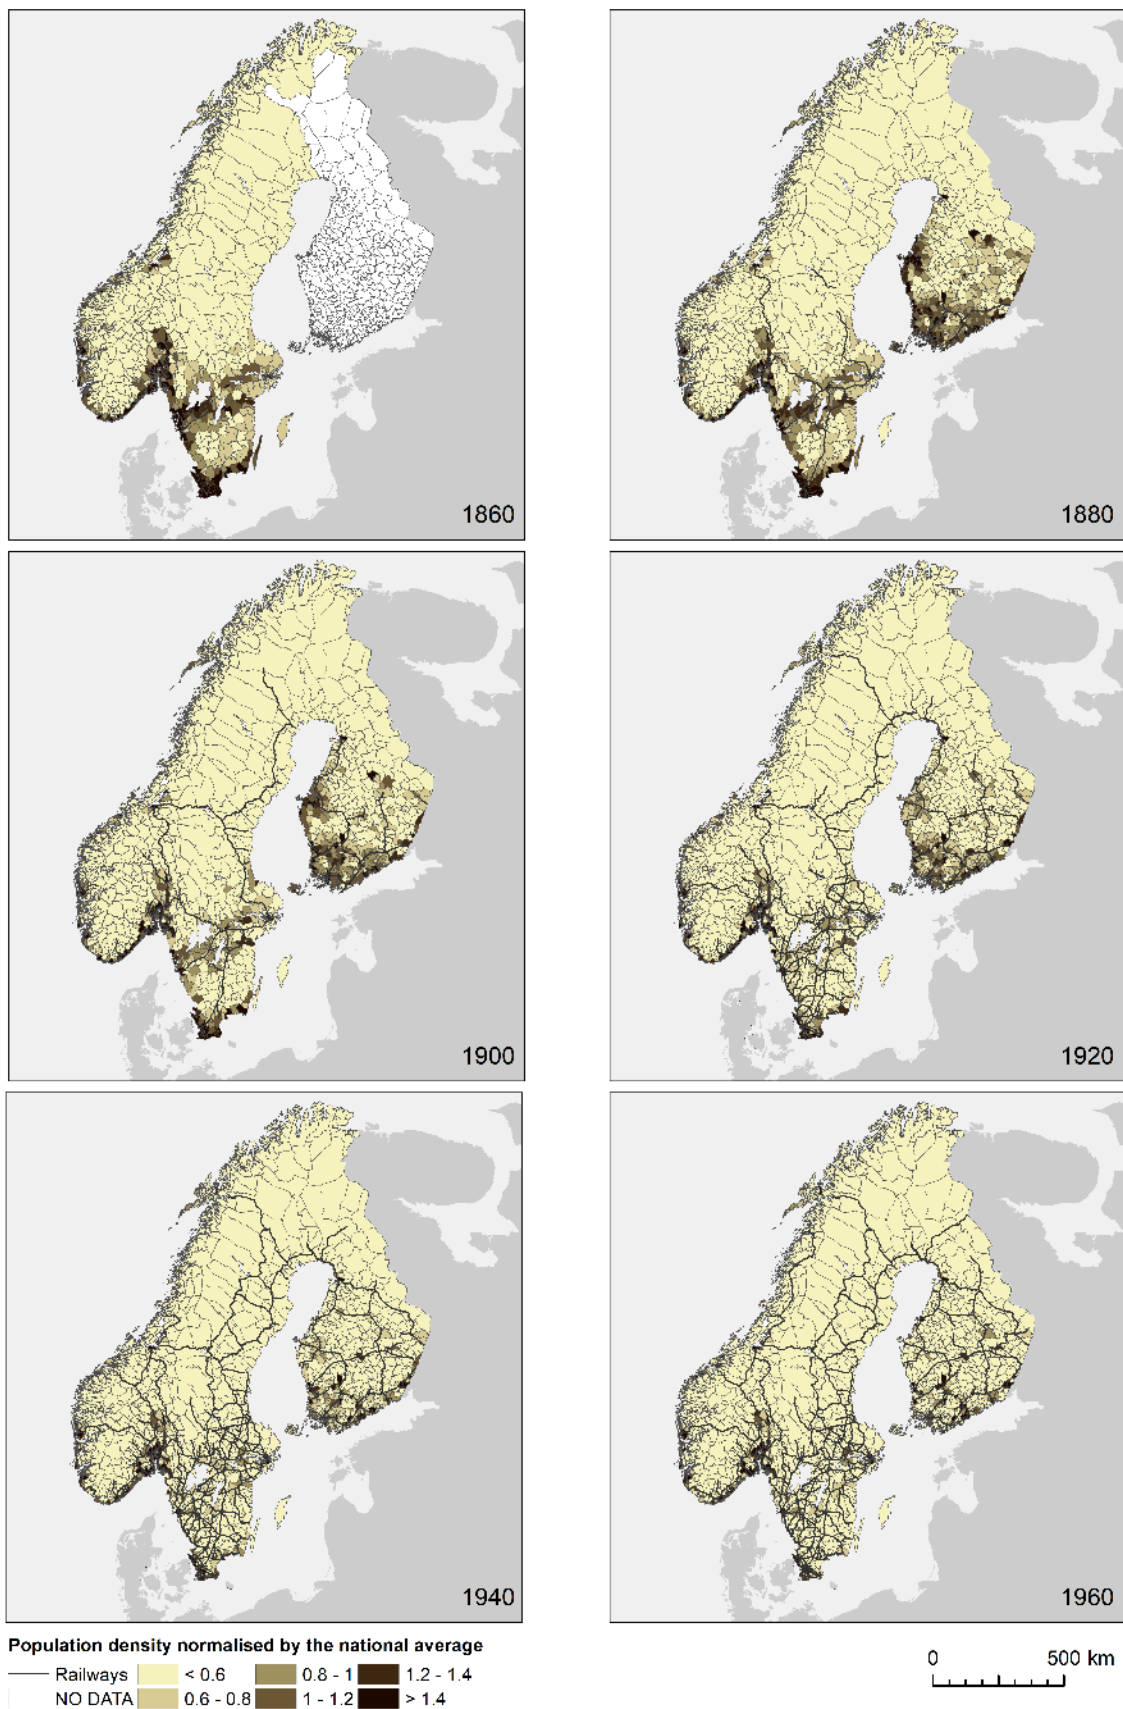 1860
1880
1900
1920
1940
1960
Population density normalised by the national average
Railways < 0.6 0.8 - 1 1.2 - 1.4
NO DATA 0.6 - 0.8 1 - 1.2 > 1.4
0 500 km